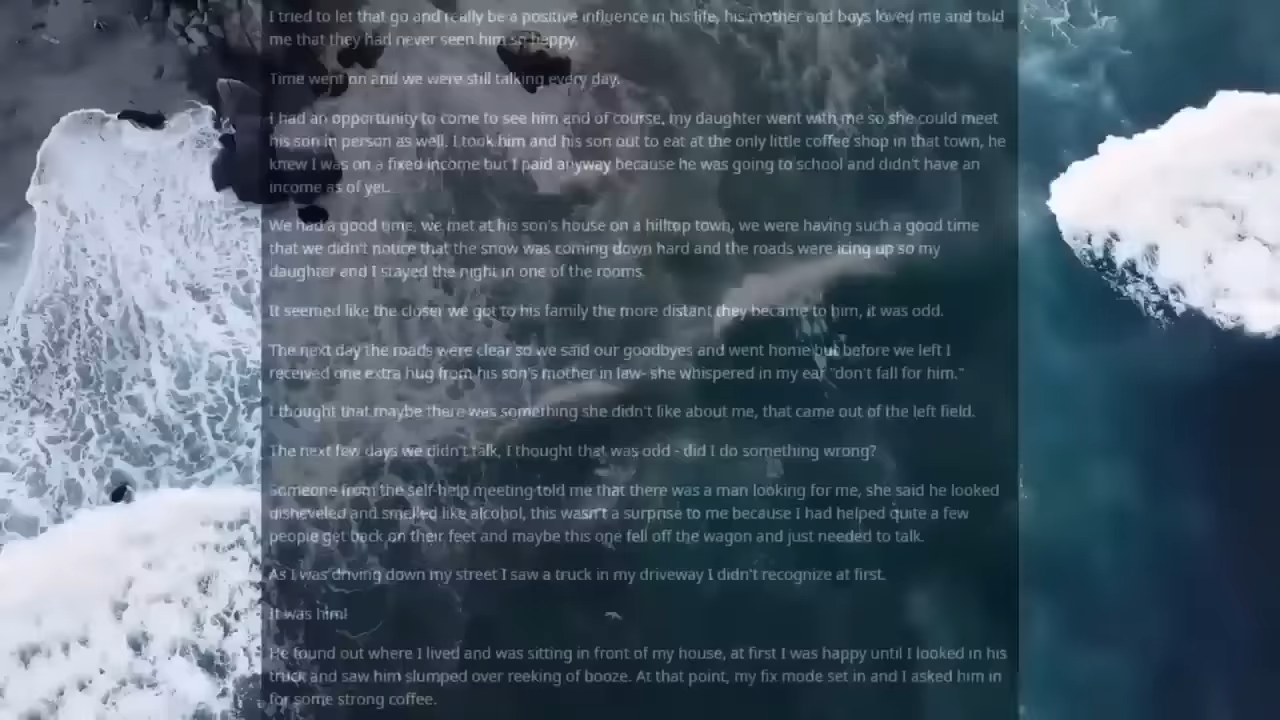 I tried to let that go and really be a positive influence in his life, his mother and boys loved me and told
me that they had never seen him so happy.
Time went on and we were still talking every day.
I had an opportunity to come to see him and of course, my daughter went with me so she could meet
his son in person as well. I took him and his son out to eat at the only little coffee shop in that town, he
knew I was on a fixed income but I paid anyway because he was going to school and didn't have an
income as of yet.
We had a good time, we met at his son's house on a hilltop town, we were having such a good time
that we didn't notice that the snow was coming down hard and the roads were icing up so my
daughter and I stayed the night in one of the rooms.
It seemed like the closer we got to his family the more distant they became to him, it was odd.
The next day the roads were clear so we said our goodbyes and went home but before we left I
received one extra hug from his son's mother in law- she whispered in my ear "don't fall for him."
I thought that maybe there was something she didn't like about me, that came out of the left field.
The next few days we didn't talk, I thought that was odd - did I do something wrong?
Someone from the self-help meeting told me that there was a man looking for me, she said he looked
disheveled and smelled like alcohol, this wasn't a surprise to me because I had helped quite a few
people get back on their feet and maybe this one fell off the wagon and just needed to talk.
As I was driving down my street I saw a truck in my driveway I didn't recognize at first.
It was him!
He found out where I lived and was sitting in front of my house, at first I was happy until I looked in his
truck and saw him slumped over reeking of booze. At that point, my fix mode set in and I asked him in
for some strong coffee.